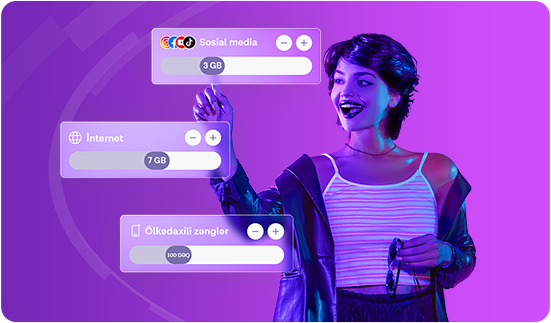 Sosial media
3 GB
İnternet
7 GB
Ölkədaxili zənglər
100 DƏQ